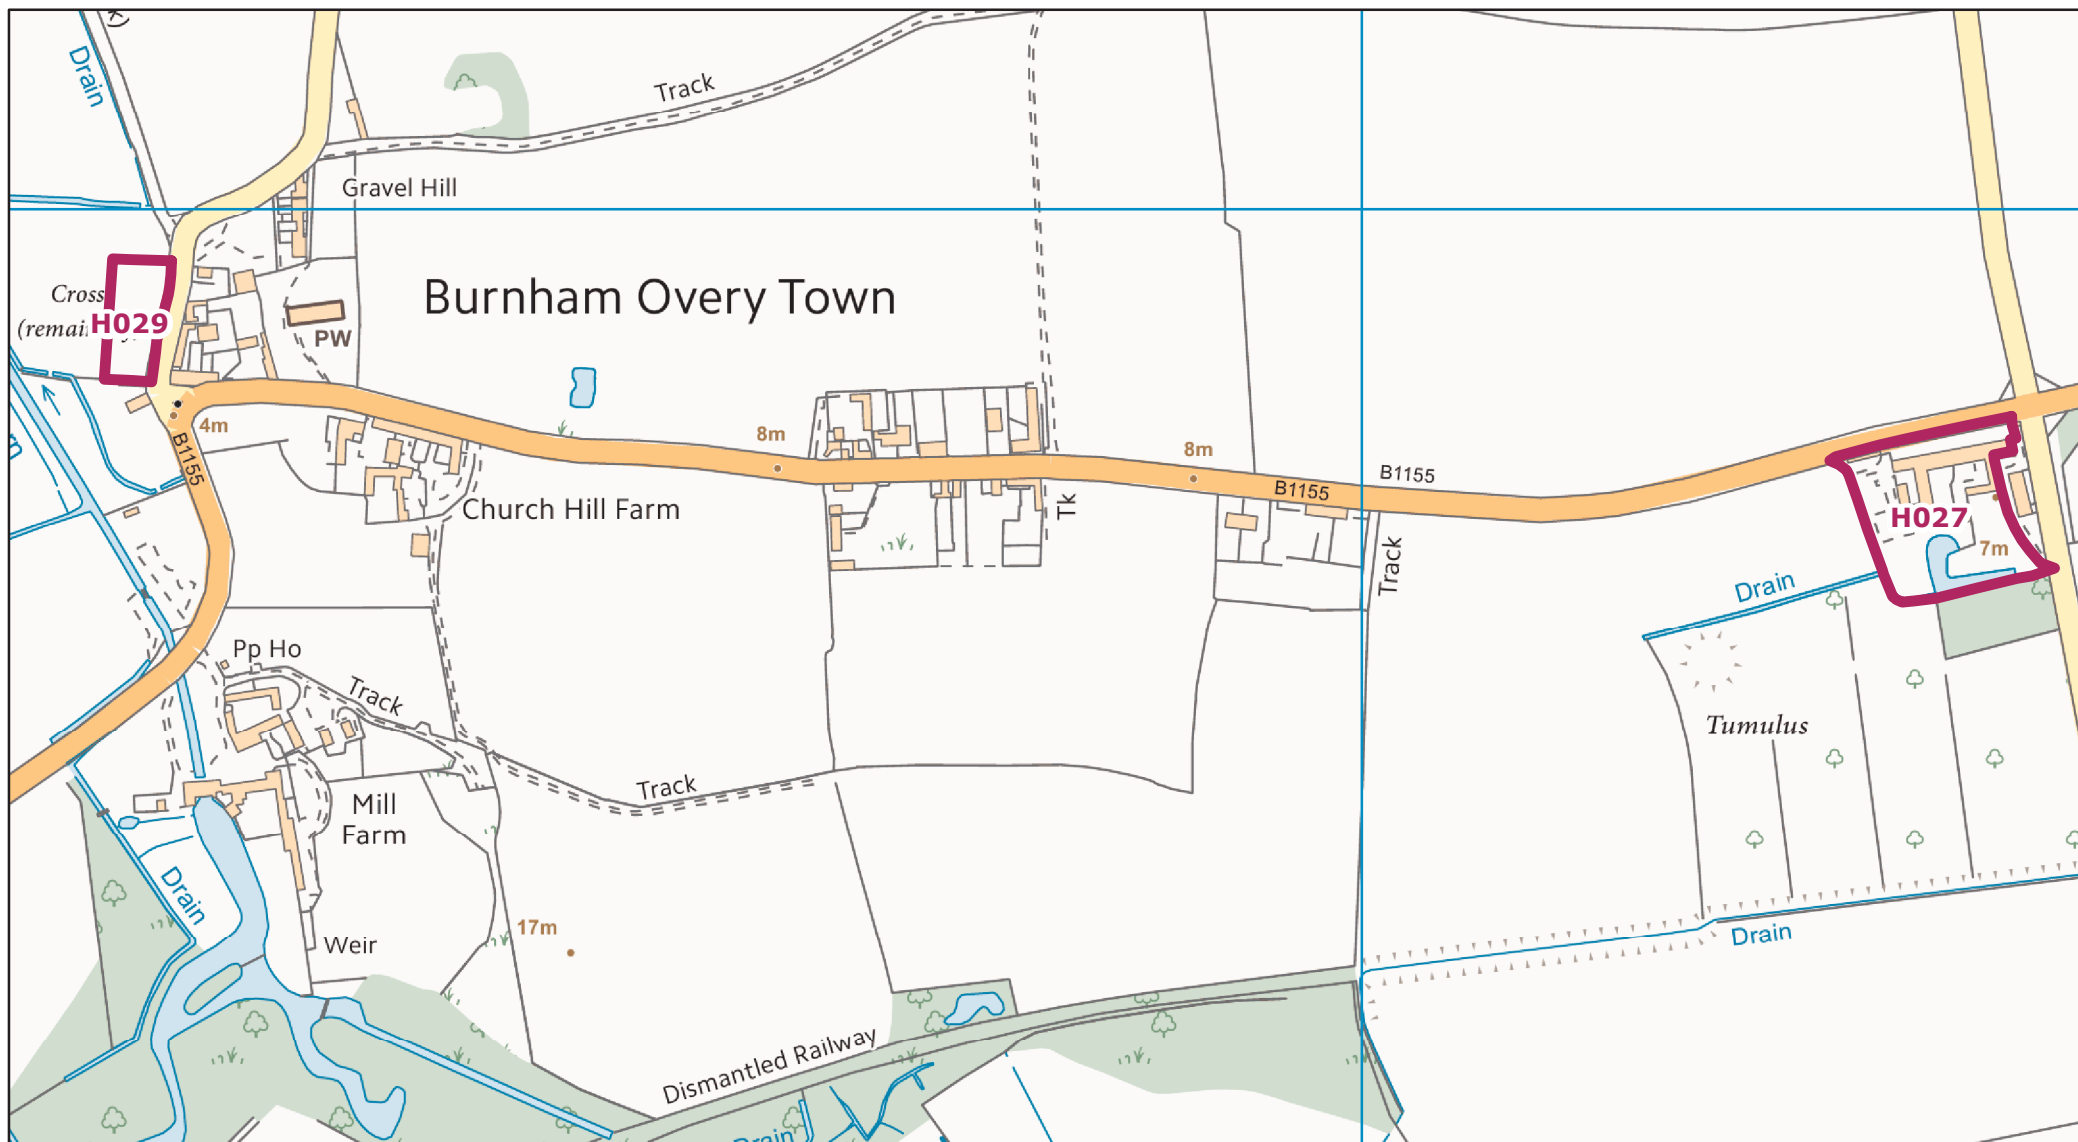 Drain
Track
Gravel Hill
Cross
H029
Burnham Overy Town
PW
4m
B1155
8m
8m
B1155
B1155
Church Hill Farm
Tk
Track
H027
7m
Drain
Pp Ho
Track
Tumulus
Track
Mill
Farm
Drain
17m
Weir
Drain
Dismantled Railway
Drain